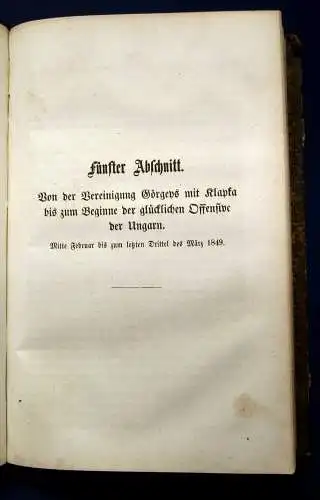 Fünfter Abschnitt.
Von der Vereinigung Görgeys mit Klapka
bis zum Beginne der glücklichen Offensive
der Ungarn.
Mitte Februar bis zum letzten Drittel des März 1849.